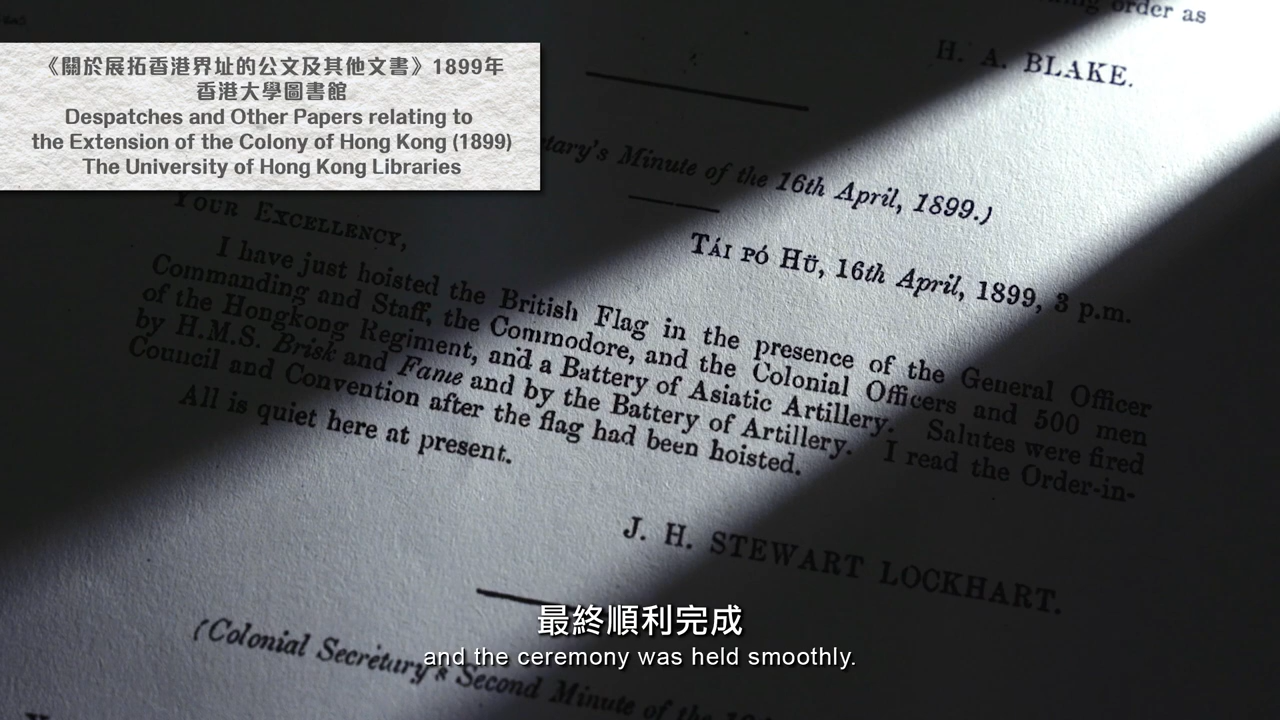 order as
H. A. BLAKE.
《關於展拓香港界址的公文及其他文書》1899年
香港大學圖書館
Despatches and Other Papers relating to
the Extension of the Colony of Hong Kong (1899)
The University of Hong Kong Libraries
Minute of the 16th April, 1899.)
TÁI PÓ HÜ, 16th April, 1899, 3 p.m.
YOUR EXCELLENCY,
I have just hoisted the British Flag in the presence of the General Officer
Commanding and Staff, the Commodore, and the Colonial Officers and 500 men
of the Hongkong Regiment, and a Battery of Asiatic Artillery. Salutes were fired
by H.M.S. Brisk and Fame and by the Battery of Artillery. I read the Order-in-
Council and Convention after the flag had been hoisted.
All is quiet here at present.
J. H. STEWART LOCKHART.
(Colonial Secretary's Second Minute of the
最終順利完成
and the ceremony was held smoothly.